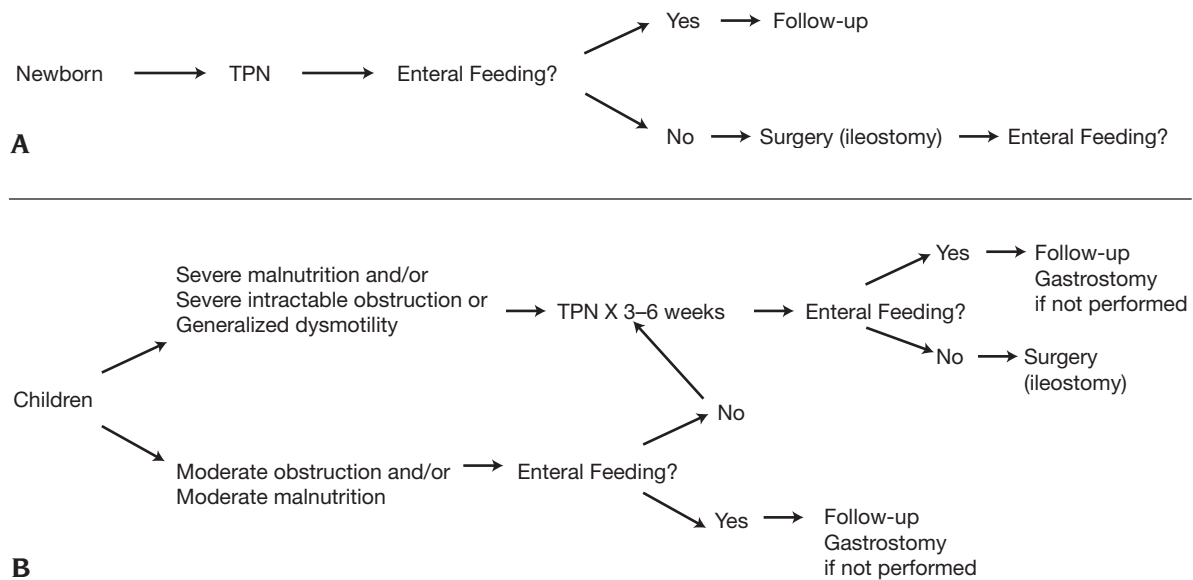 Yes
Follow-up
Newborn
TPN
Enteral Feeding?
No
Surgery (ileostomy)
Enteral Feeding?
A
Severe malnutrition and/or
Severe intractable obstruction or
Generalized dysmotility
TPN X 3–6 weeks
Enteral Feeding?
Yes
Follow-up
Gastrostomy
if not performed
No
Surgery
(ileostomy)
Children
No
Moderate obstruction and/or
Moderate malnutrition
Enteral Feeding?
Yes
Follow-up
Gastrostomy
if not performed
B